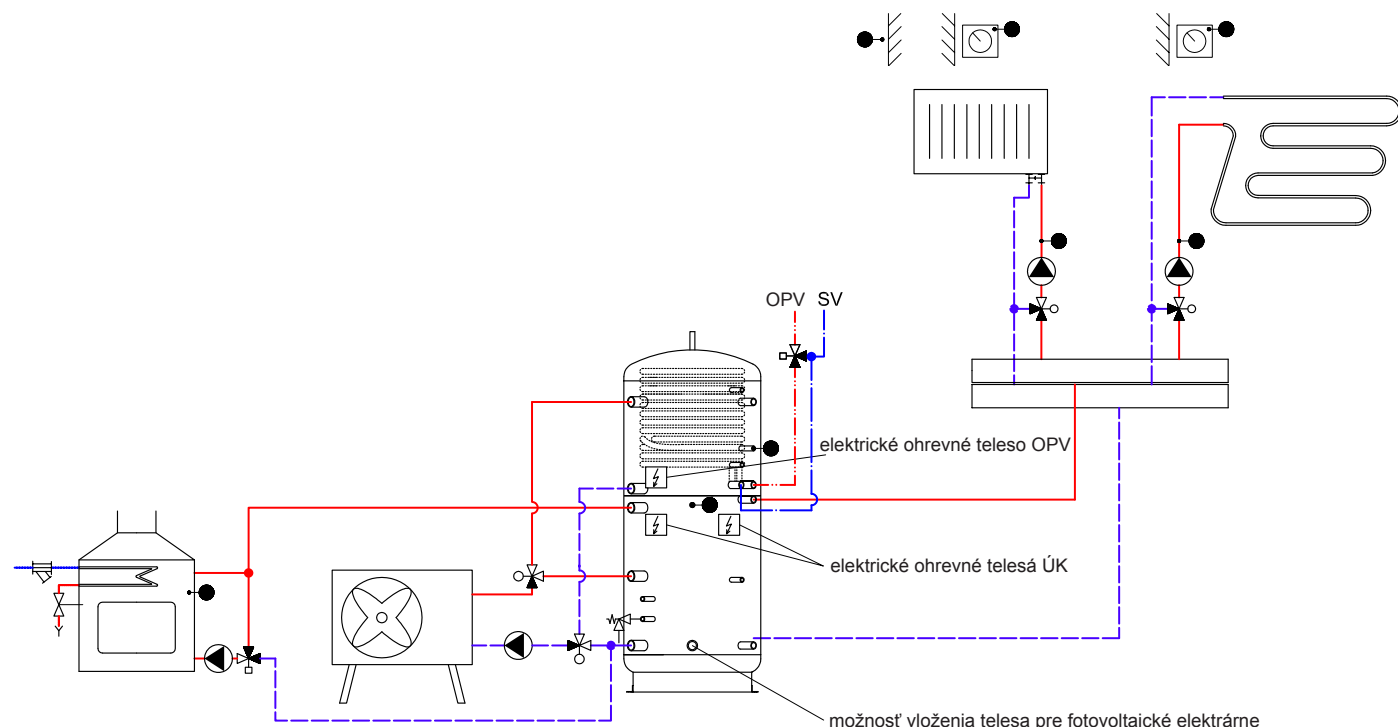 OPV SV
elektrické ohrevné teleso OPV
elektrické ohrevné telesá ÚK
možnosť vloženia telesa pre fotovoltaické elektrárne